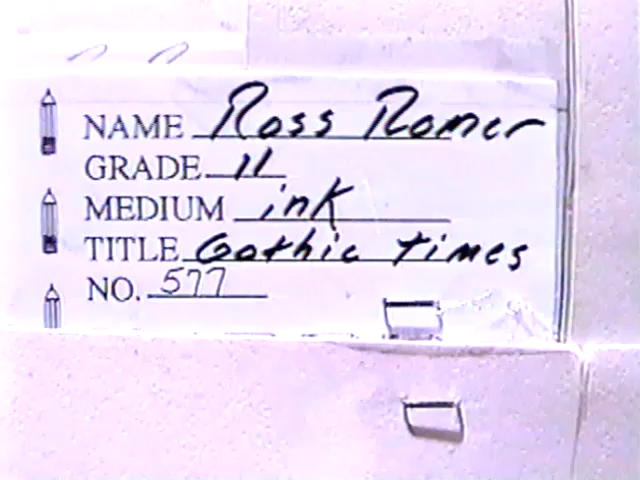 NAME Ross Romer
GRADE 11
MEDIUM ink
TITLE Gothic times
NO. 577